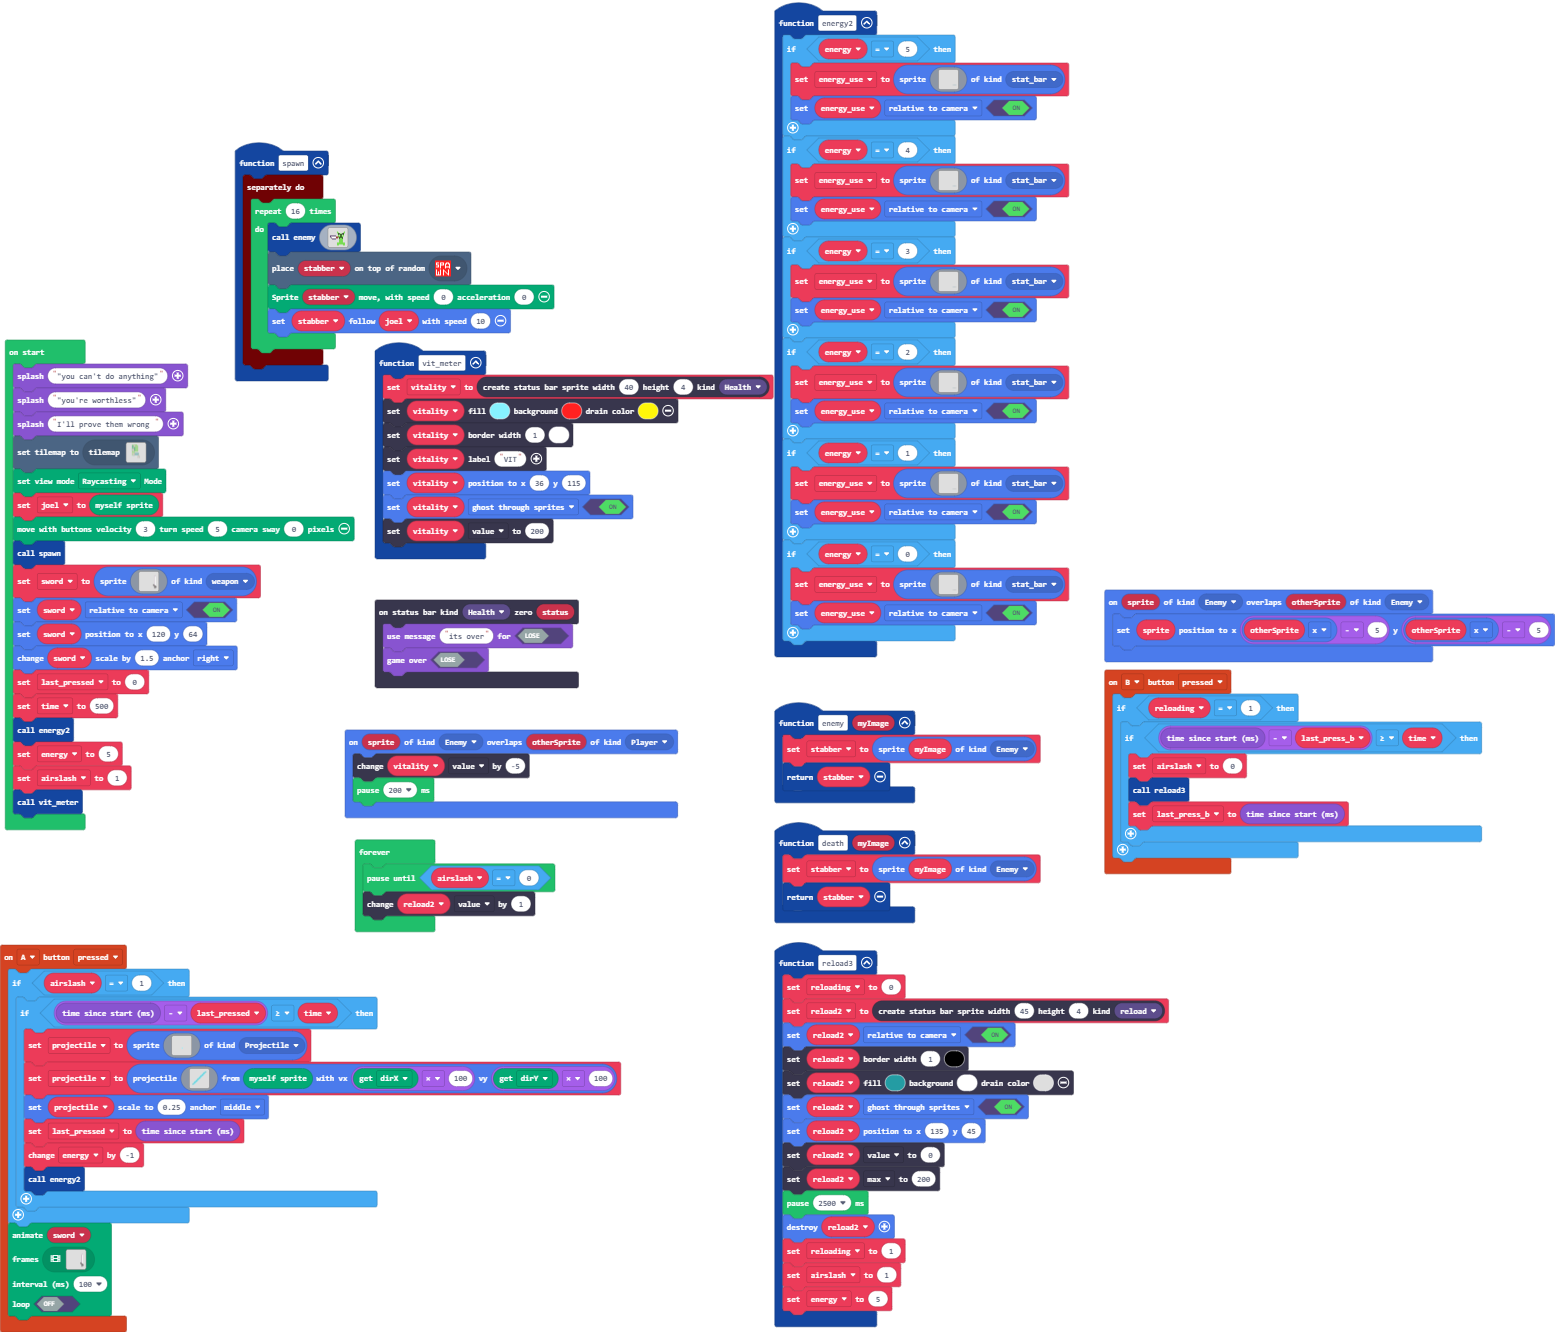 function spawn
separately do
repeat 16 times
do
call enemy
place stabber on top of random SPAWN
Sprite stabber move, with speed 0 acceleration 0
set stabber follow joel with speed 10
on start
splash "you can't do anything"
splash "you're worthless"
splash "I'll prove them wrong "
set tilemap to tilemap
set view mode Raycasting Mode
set joel to myself sprite
move with buttons velocity 3 turn speed 5 camera sway 0 pixels
call spawn
set sword to sprite of kind weapon
set sword relative to camera ON
set sword position to x 120 y 64
change sword scale by 1.5 anchor right
set last_pressed to 0
set time to 500
call energy2
set energy to 5
set airslash to 1
call vit_meter
function vit_meter
set vitality to create status bar sprite width 40 height 4 kind Health
set vitality fill background drain color
set vitality border width 1
set vitality label "VIT"
set vitality position to x 36 y 115
set vitality ghost through sprites ON
set vitality value to 200
on status bar kind Health zero status
use message "its over" for LOSE
game over LOSE
on sprite of kind Enemy overlaps otherSprite of kind Player
change vitality value by -5
pause 200 ms
forever
pause until airslash = 0
change reload2 value by 1
on A button pressed
if airslash = 1 then
if time since start (ms) - last_pressed ≥ time then
set projectile to sprite of kind Projectile
set projectile to projectile from myself sprite with vx get dirX × 100 vy get dirY × 100
set projectile scale to 0.25 anchor middle
set last_pressed to time since start (ms)
change energy by -1
call energy2
animate sword
frames
interval (ms) 100
loop OFF
function energy2
if energy = 5 then
set energy_use to sprite of kind stat_bar
set energy_use relative to camera ON
if energy = 4 then
set energy_use to sprite of kind stat_bar
set energy_use relative to camera ON
if energy = 3 then
set energy_use to sprite of kind stat_bar
set energy_use relative to camera ON
if energy = 2 then
set energy_use to sprite of kind stat_bar
set energy_use relative to camera ON
if energy = 1 then
set energy_use to sprite of kind stat_bar
set energy_use relative to camera ON
if energy = 0 then
set energy_use to sprite of kind stat_bar
set energy_use relative to camera ON
function enemy myImage
set stabber to sprite myImage of kind Enemy
return stabber
function death myImage
set stabber to sprite myImage of kind Enemy
return stabber
function reload3
set reloading to 0
set reload2 to create status bar sprite width 45 height 4 kind reload
set reload2 relative to camera ON
set reload2 border width 1
set reload2 fill background drain color
set reload2 ghost through sprites ON
set reload2 position to x 135 y 45
set reload2 value to 0
set reload2 max to 200
pause 2500 ms
destroy reload2
set reloading to 1
set airslash to 1
set energy to 5
on sprite of kind Enemy overlaps otherSprite of kind Enemy
set sprite position to x otherSprite x - 5 y otherSprite x - 5
on B button pressed
if reloading = 1 then
if time since start (ms) - last_press_b ≥ time then
set airslash to 0
call reload3
set last_press_b to time since start (ms)